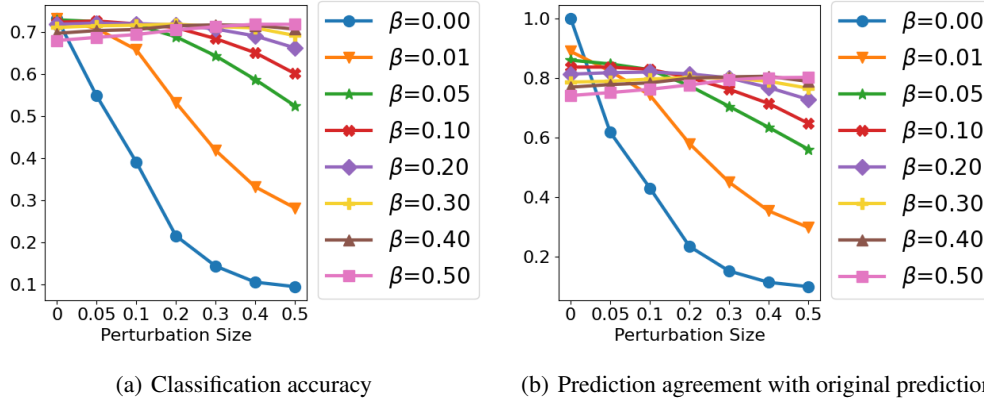 0.7
0.6
0.5
0.4
0.3
0.2
0.1
0 0.05 0.1 0.2 0.3 0.4 0.5
Perturbation Size
β=0.00
β=0.01
β=0.05
β=0.10
β=0.20
β=0.30
β=0.40
β=0.50
(a) Classification accuracy
1.0
0.8
0.6
0.4
0.2
0 0.05 0.1 0.2 0.3 0.4 0.5
Perturbation Size
β=0.00
β=0.01
β=0.05
β=0.10
β=0.20
β=0.30
β=0.40
β=0.50
(b) Prediction agreement with original prediction